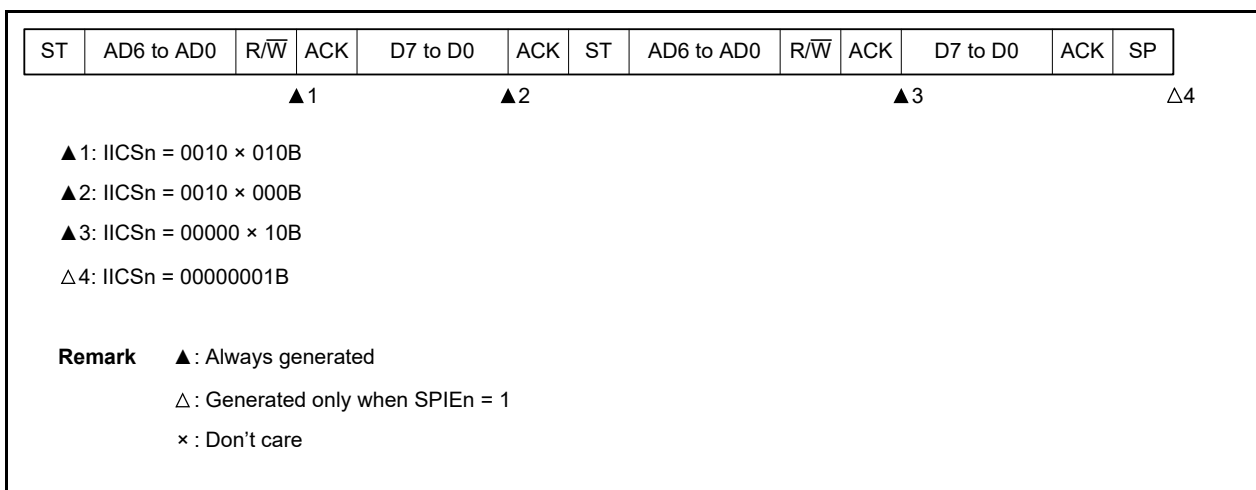 ST AD6 to AD0 R/W̅ ACK D7 to D0 ACK ST AD6 to AD0 R/W̅ ACK D7 to D0 ACK SP
▲1 ▲2 ▲3 △4
▲1: IICSn = 0010 × 010B
▲2: IICSn = 0010 × 000B
▲3: IICSn = 00000 × 10B
△4: IICSn = 00000001B
Remark ▲: Always generated
△: Generated only when SPIEn = 1
×: Don't care